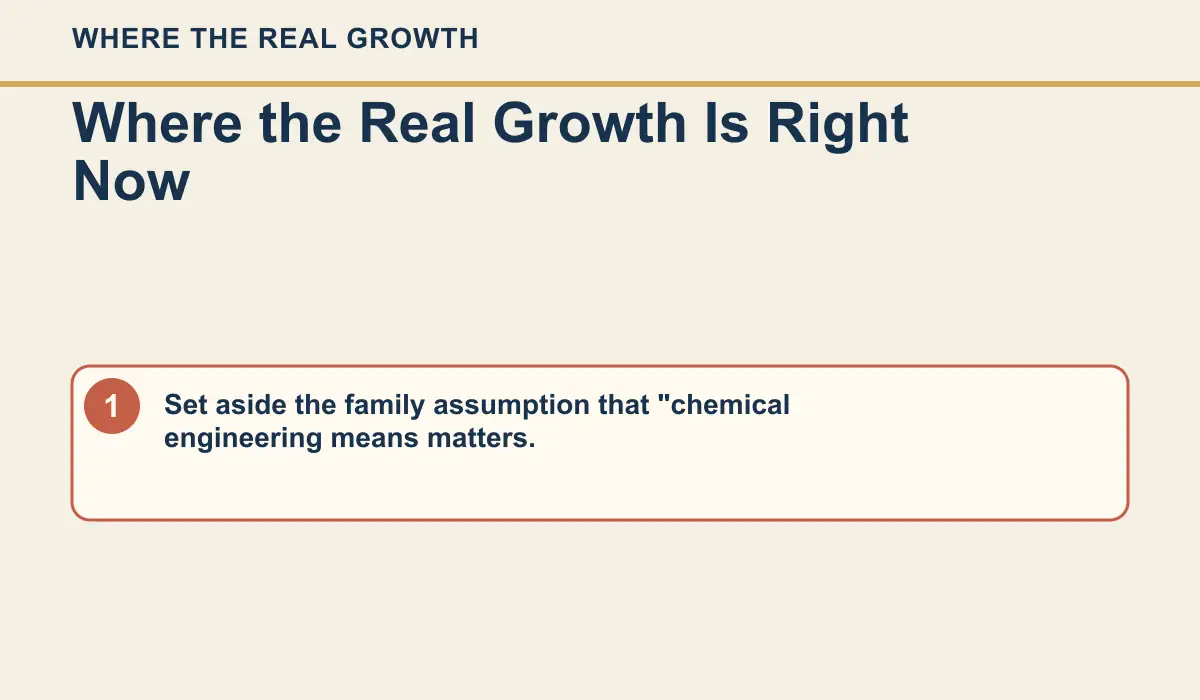 WHERE THE REAL GROWTH
Where the Real Growth Is Right
Now
1
Set aside the family assumption that "chemical
engineering means matters.